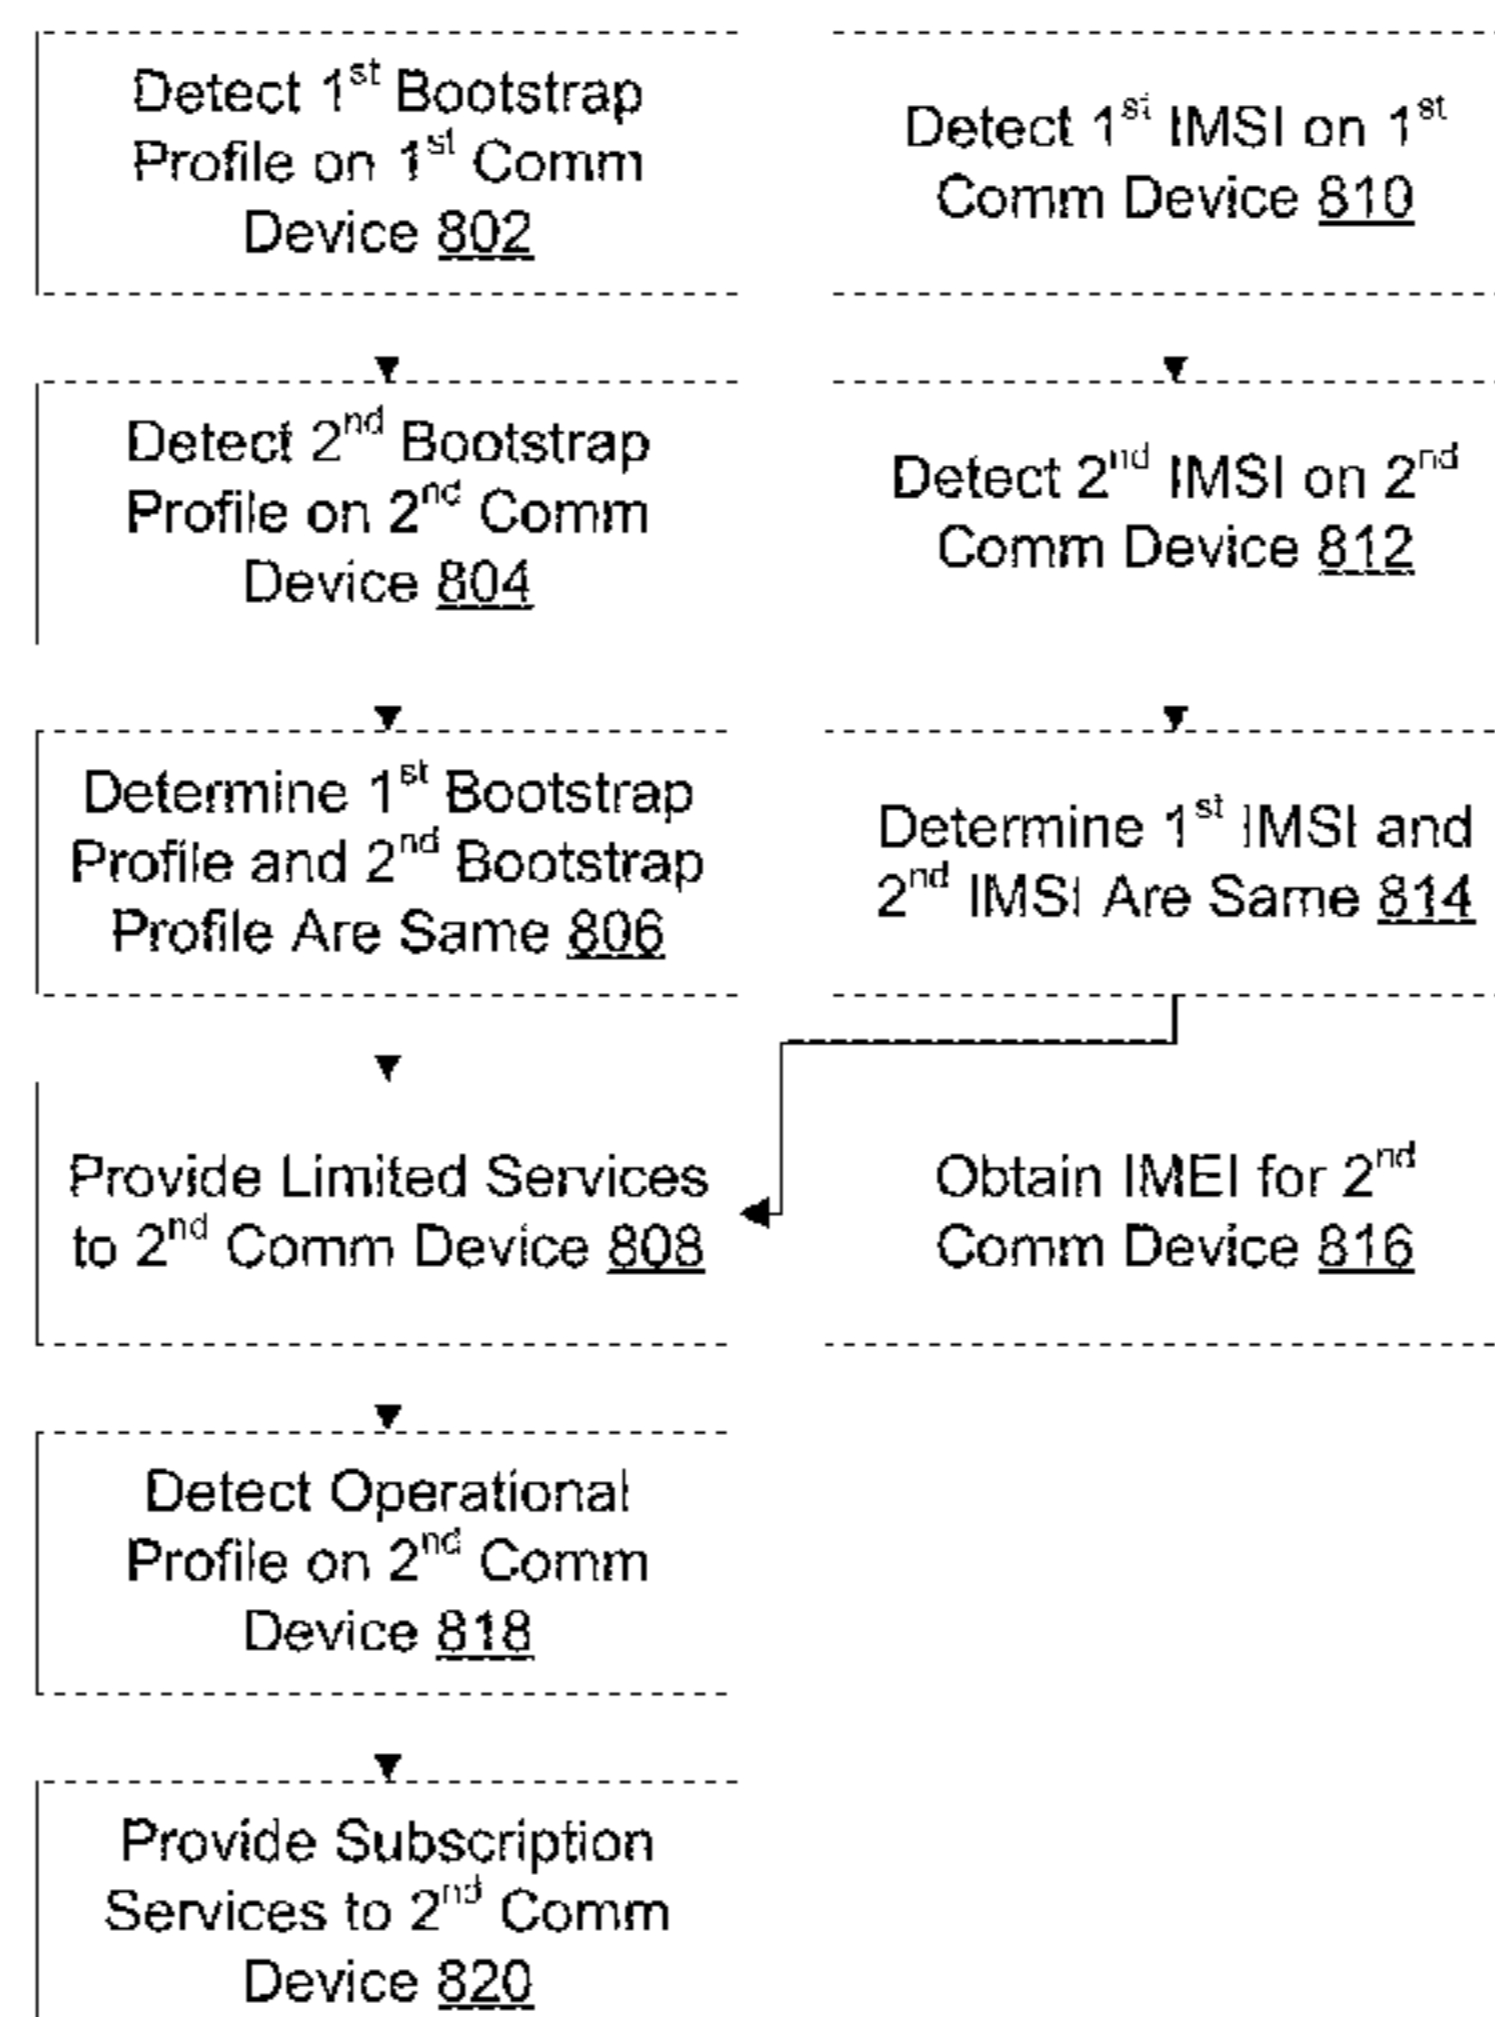 Detect 1st Bootstrap
Profile on 1st Comm
Device 802
Detect 2nd Bootstrap
Profile on 2nd Comm
Device 804
Determine 1st Bootstrap
Profile and 2nd Bootstrap
Profile Are Same 806
Provide Limited Services
to 2nd Comm Device 808
Detect Operational
Profile on 2nd Comm
Device 818
Provide Subscription
Services to 2nd Comm
Device 820
Detect 1st IMSI on 1st
Comm Device 810
Detect 2nd IMSI on 2nd
Comm Device 812
Determine 1st IMSI and
2nd IMSI Are Same 814
Obtain IMEI for 2nd
Comm Device 816